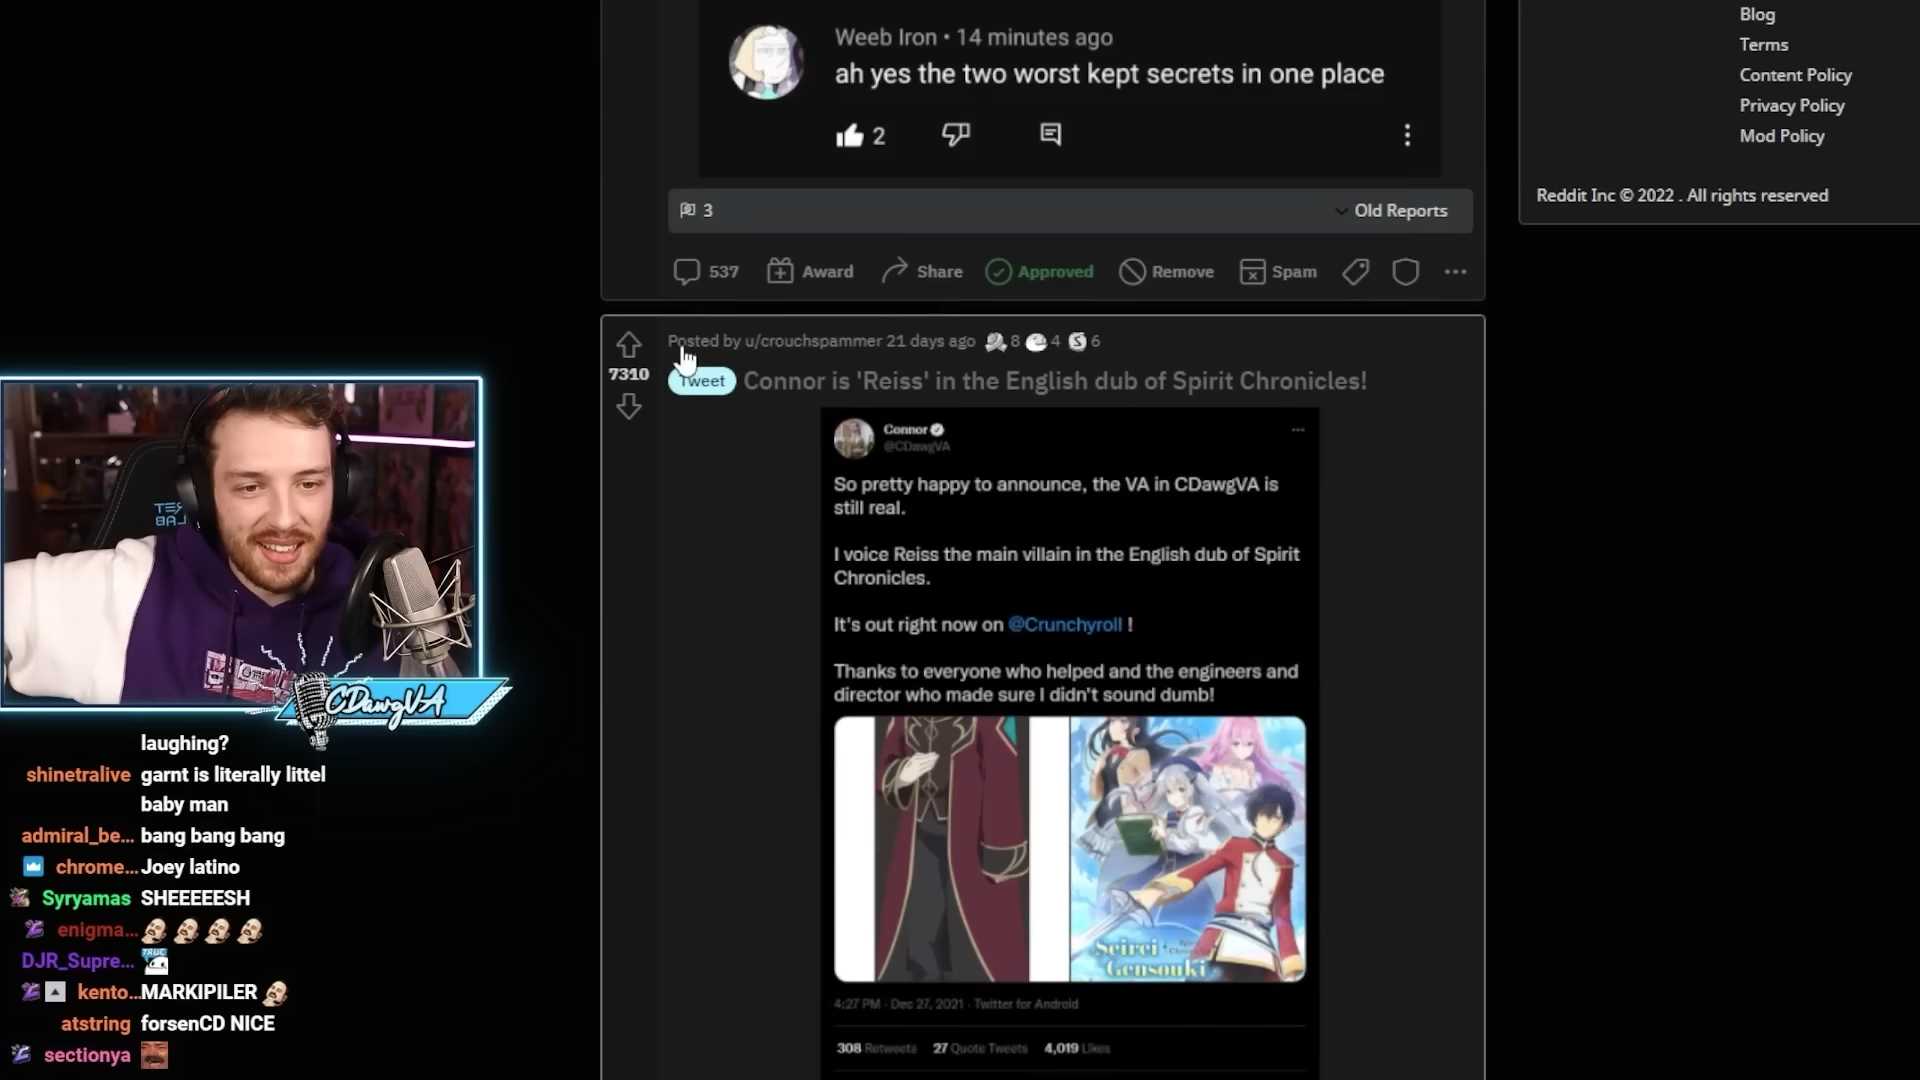 Weeb Iron • 14 minutes ago
ah yes the two worst kept secrets in one place
2
3
Old Reports
537 Award Share Approved Remove Spam
Blog
Terms
Content Policy
Privacy Policy
Mod Policy
Reddit Inc © 2022 . All rights reserved
Posted by u/crouchspammer 21 days ago 8 4 6
7310
Tweet Connor is 'Reiss' in the English dub of Spirit Chronicles!
Connor
@CDawgVA
So pretty happy to announce, the VA in CDawgVA is
still real.
I voice Reiss the main villain in the English dub of Spirit
Chronicles.
It's out right now on @Crunchyroll !
Thanks to everyone who helped and the engineers and
director who made sure I didn't sound dumb!
Seirei
Gensouki
4:27 PM · Dec 27, 2021 · Twitter for Android
308 Retweets 27 Quote Tweets 4,019 Likes
CDawgVA
laughing?
shinetralive garnt is literally littel
baby man
admiral_be... bang bang bang
chrome... Joey latino
Syryamas SHEEEEESH
enigma...
DJR_Supre... TRUE
kento... MARKIPILER
atstring forsenCD NICE
sectionya